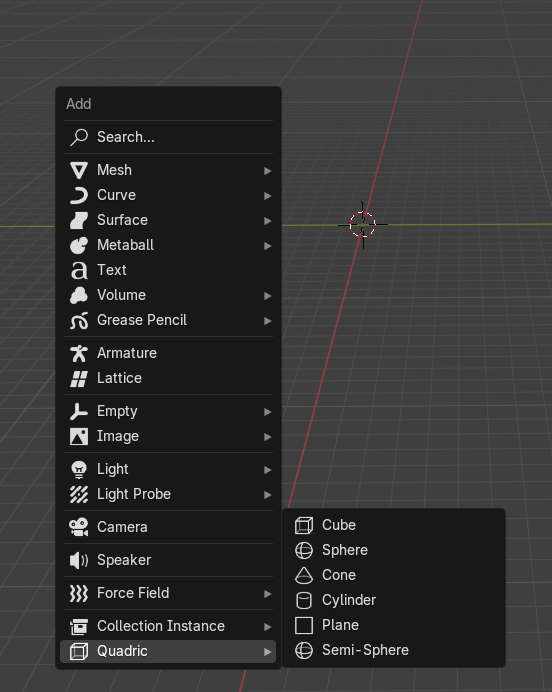 Add
Search...
Mesh
Curve
Surface
Metaball
Text
Volume
Grease Pencil
Armature
Lattice
Empty
Image
Light
Light Probe
Camera
Speaker
Force Field
Collection Instance
Quadric
Cube
Sphere
Cone
Cylinder
Plane
Semi-Sphere